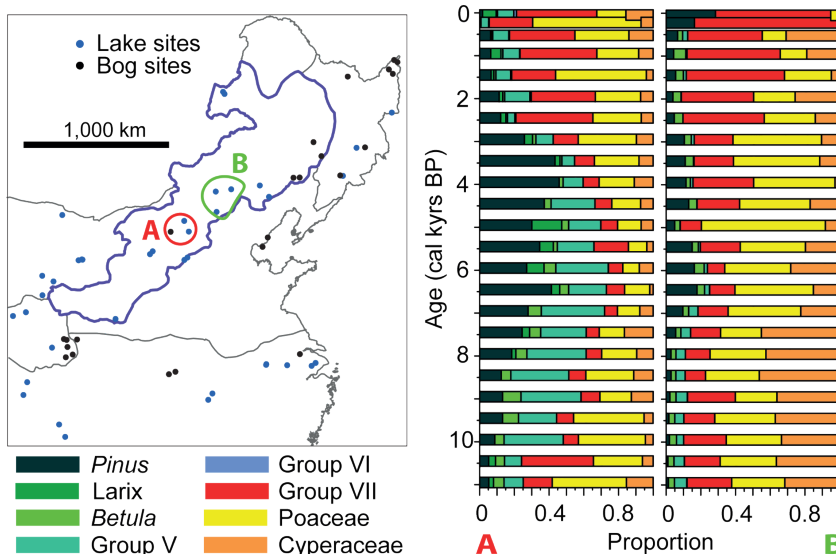 Lake sites
Bog sites
1,000 km
B
A
Pinus
Larix
Betula
Group V
Group VI
Group VII
Poaceae
Cyperaceae
Age (cal kyrs BP)
0
2
4
6
8
10
0 0.4 0.8
0 0.4 0.8
A Proportion B